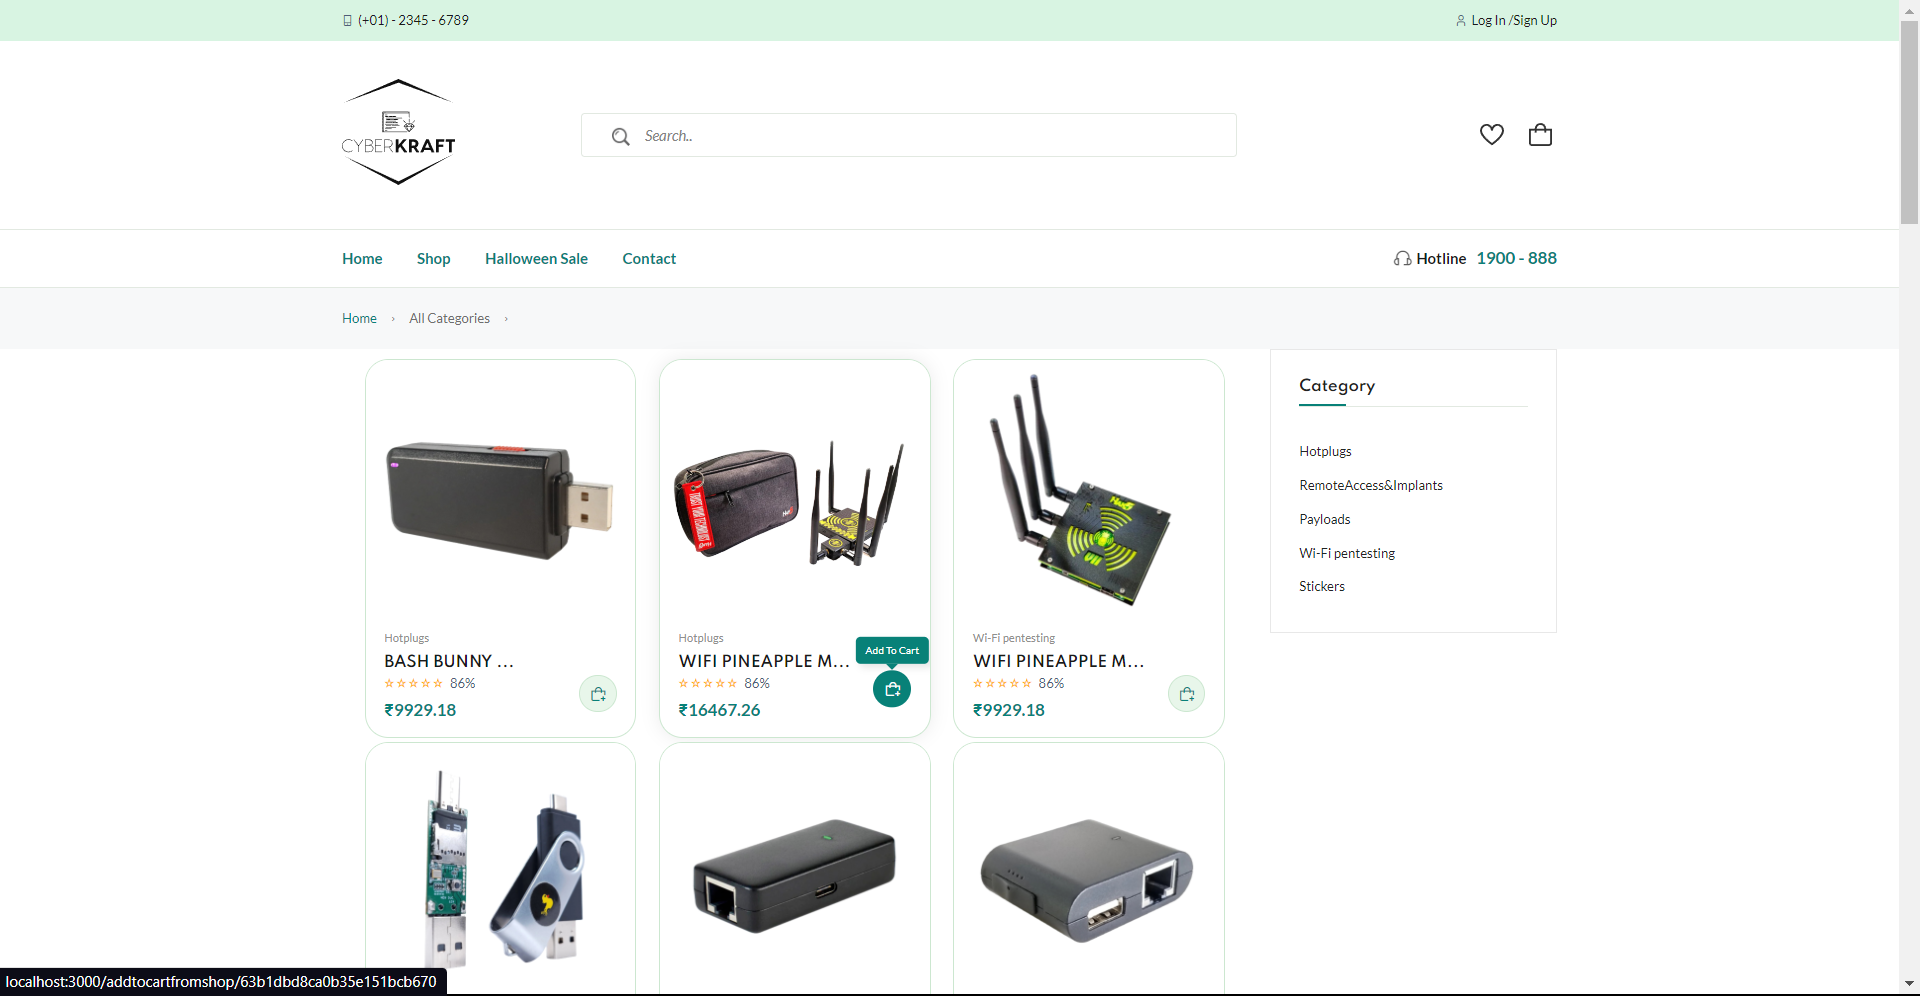 (+01) - 2345 - 6789
Log In /Sign Up
CYBERKRAFT
Search..
Home
Shop
Halloween Sale
Contact
Hotline 1900 - 888
Home › All Categories ›
Category
Hotplugs
RemoteAccess&Implants
Payloads
Wi-Fi pentesting
Stickers
Hotplugs
BASH BUNNY ...
86%
₹9929.18
Hotplugs
WIFI PINEAPPLE M...
86%
₹16467.26
Add To Cart
Wi-Fi pentesting
WIFI PINEAPPLE M...
86%
₹9929.18
localhost:3000/addtocartfromshop/63b1dbd8ca0b35e151bcb670